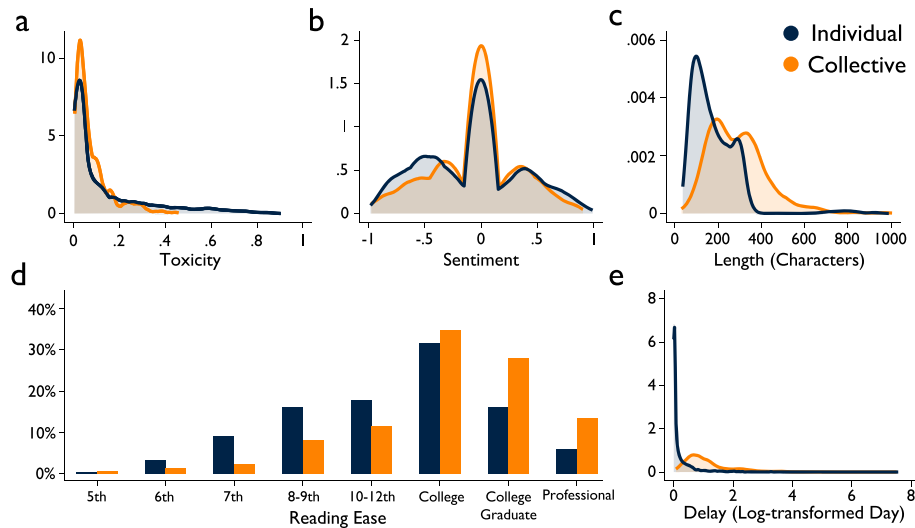 a
10
5
0
0
.2
.4
.6
.8
1
Toxicity
b
2
1.5
1
.5
0
-1
-.5
0
.5
1
Sentiment
c
Individual
Collective
.006
.004
.002
0
0
200
400
600
800
1000
Length (Characters)
d
40%
30%
20%
10%
0%
5th
6th
7th
8-9th
10-12th
College
College
Graduate
Professional
Reading Ease
e
8
6
4
2
0
0
2
4
6
8
Delay (Log-transformed Day)